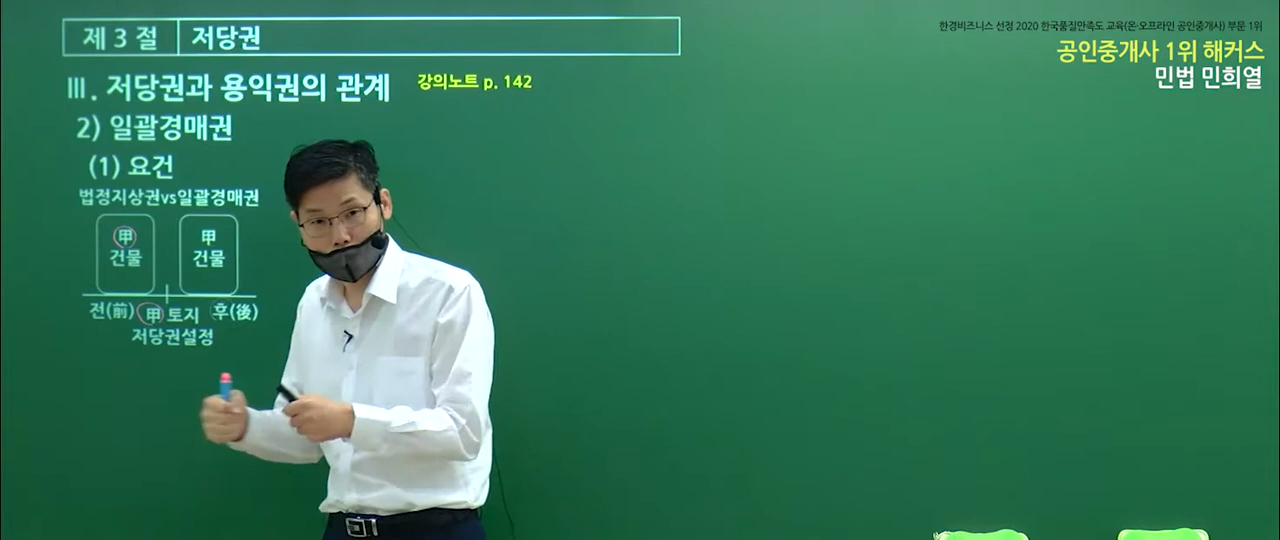 제 3 절 저당권
한경비즈니스 선정 2020 한국품질만족도 교육(온·오프라인 공인중개사) 부문 1위
공인중개사 1위 해커스
민법 민희열
Ⅲ. 저당권과 용익권의 관계 강의노트 p. 142
2) 일괄경매권
(1) 요건
법정지상권vs일괄경매권
甲 甲
건물 건물
전(前) 甲 토지 후(後)
저당권설정